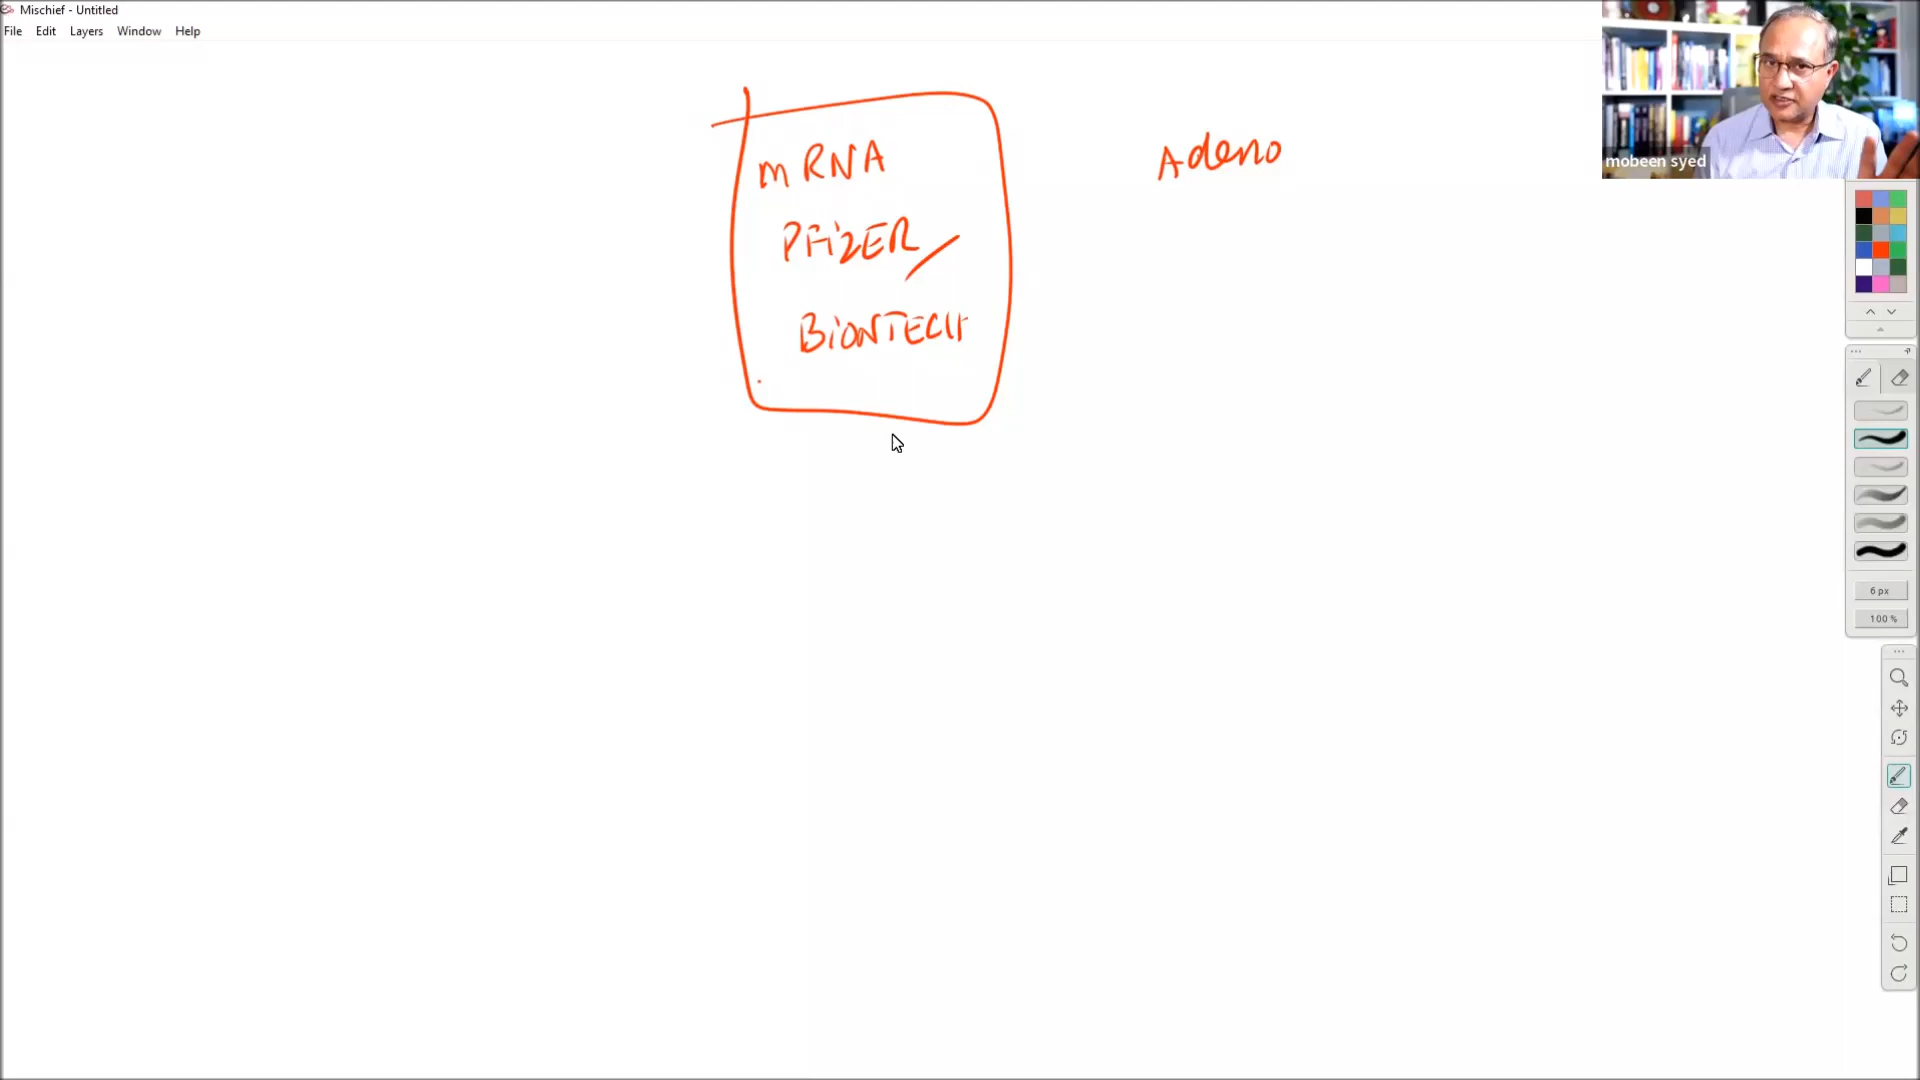 Mischief - Untitled
File Edit Layers Window Help
mobeen syed
mRNA
Adeno
PFiZER/
BiONTECH
6 px
100 %